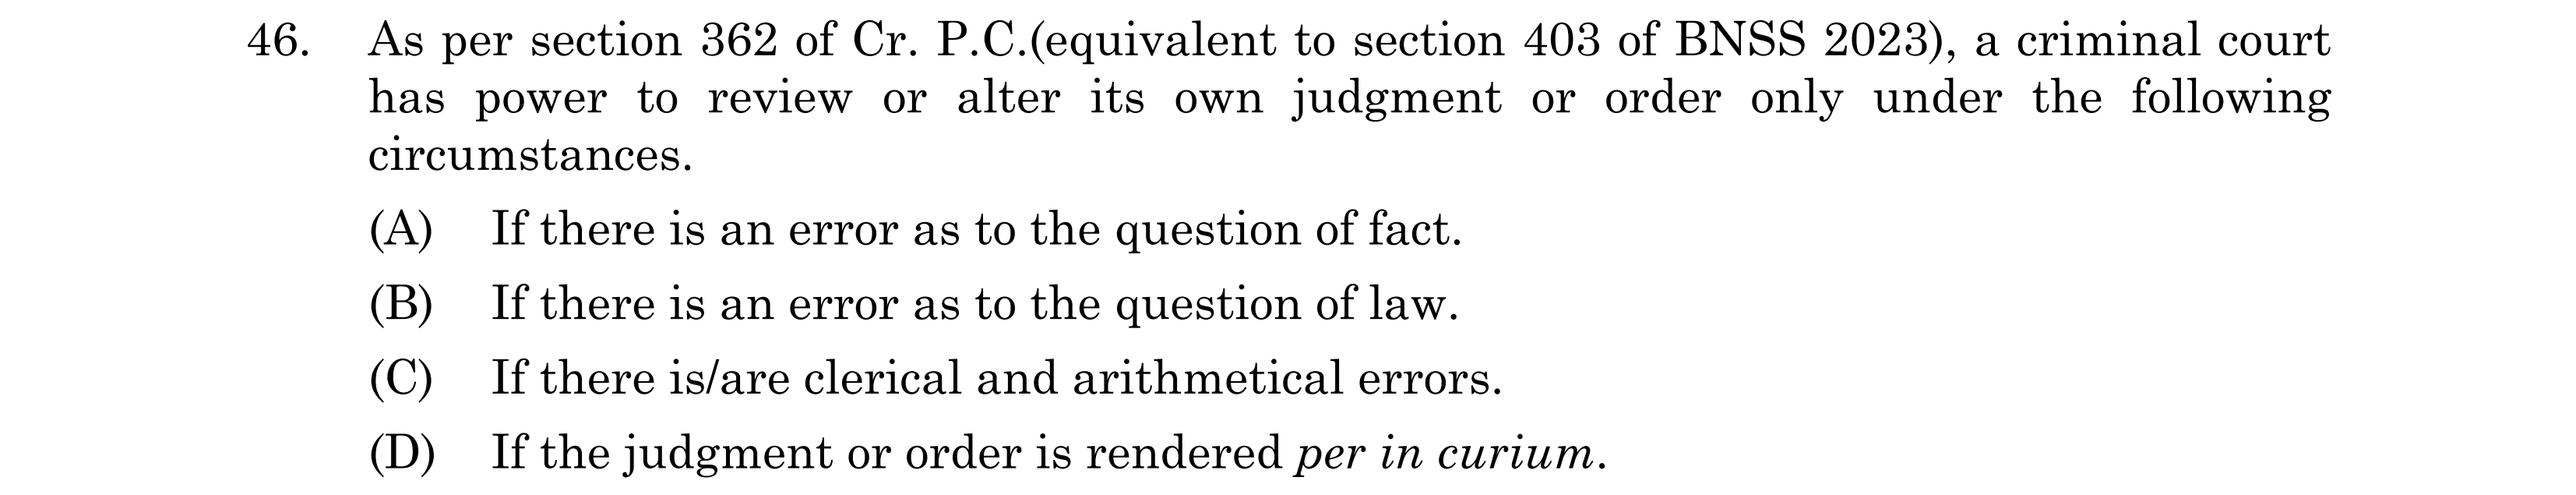 46. As per section 362 of Cr. P.C.(equivalent to section 403 of BNSS 2023), a criminal court
has power to review or alter its own judgment or order only under the following
circumstances.
(A) If there is an error as to the question of fact.
(B) If there is an error as to the question of law.
(C) If there is/are clerical and arithmetical errors.
(D) If the judgment or order is rendered per in curium.